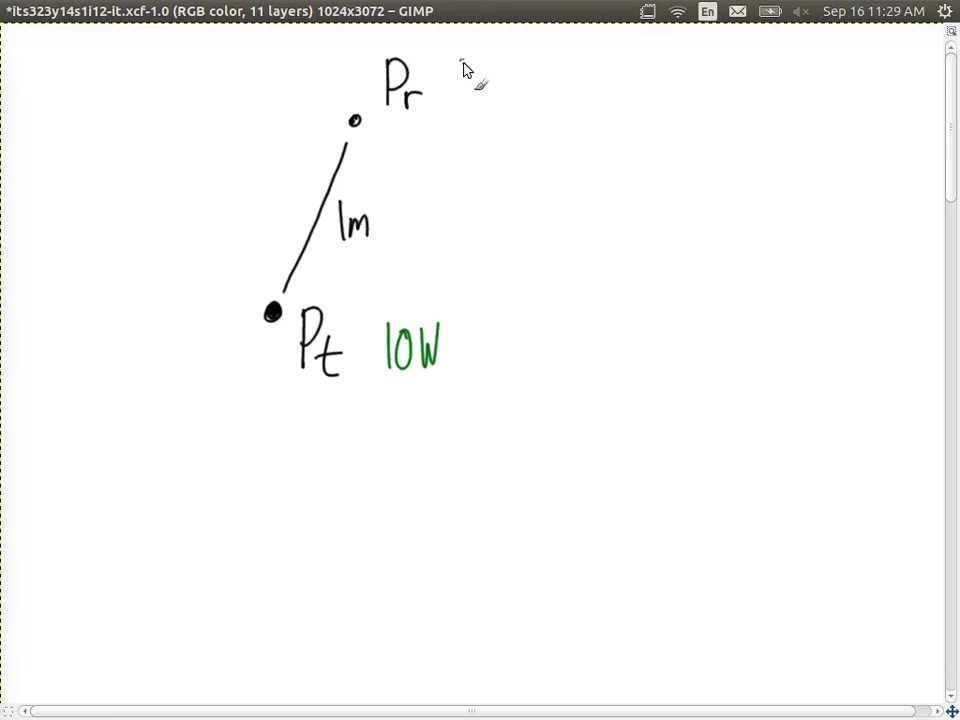 *its323y14s1i12-it.xcf-1.0 (RGB color, 11 layers) 1024x3072 – GIMP
En
Sep 16 11:29 AM
Pr
1m
Pt 10W